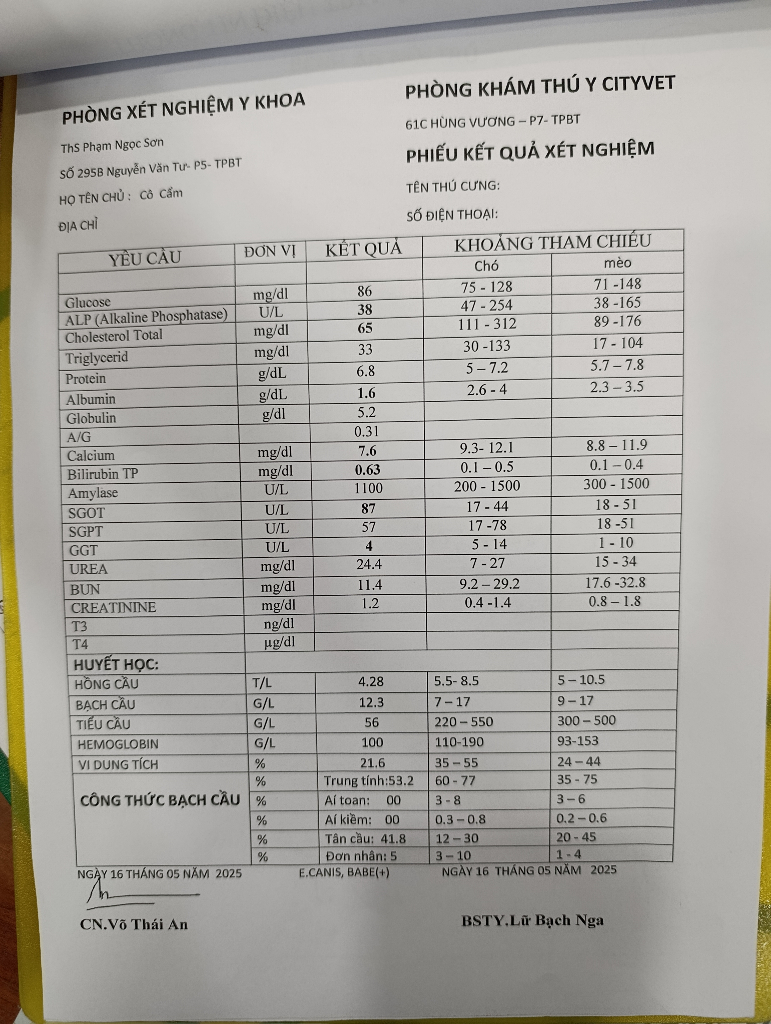 PHÒNG XÉT NGHIỆM Y KHOA
ThS Phạm Ngọc Sơn
SỐ 295B Nguyễn Văn Tư- P5- TPBT
HỌ TÊN CHỦ : Cô Cẩm
ĐỊA CHỈ
PHÒNG KHÁM THÚ Y CITYVET
61C HÙNG VƯƠNG – P7- TPBT
PHIẾU KẾT QUẢ XÉT NGHIỆM
TÊN THÚ CƯNG:
SỐ ĐIỆN THOẠI:
YÊU CẦU ĐƠN VỊ KẾT QUẢ KHOẢNG THAM CHIẾU
Chó mèo
Glucose mg/dl 86 75 - 128 71 -148
ALP (Alkaline Phosphatase) U/L 38 47 - 254 38 -165
Cholesterol Total mg/dl 65 111 - 312 89 -176
Triglycerid mg/dl 33 30 -133 17 - 104
Protein g/dL 6.8 5 – 7.2 5.7 – 7.8
Albumin g/dL 1.6 2.6 - 4 2.3 – 3.5
Globulin g/dl 5.2
A/G 0.31
Calcium mg/dl 7.6 9.3- 12.1 8.8 – 11.9
Bilirubin TP mg/dl 0.63 0.1 – 0.5 0.1 – 0.4
Amylase U/L 1100 200 - 1500 300 - 1500
SGOT U/L 87 17 - 44 18 - 51
SGPT U/L 57 17 -78 18 -51
GGT U/L 4 5 - 14 1 - 10
UREA mg/dl 24.4 7 - 27 15 - 34
BUN mg/dl 11.4 9.2 – 29.2 17.6 -32.8
CREATININE mg/dl 1.2 0.4 -1.4 0.8 – 1.8
T3 ng/dl
T4 µg/dl
HUYẾT HỌC:
HỒNG CẦU T/L 4.28 5.5- 8.5 5 – 10.5
BẠCH CẦU G/L 12.3 7 – 17 9 – 17
TIỂU CẦU G/L 56 220 – 550 300 – 500
HEMOGLOBIN G/L 100 110-190 93-153
VI DUNG TÍCH % 21.6 35 – 55 24 – 44
CÔNG THỨC BẠCH CẦU % Trung tính:53.2 60 - 77 35 - 75
% Aí toan: 00 3 - 8 3 – 6
% Aí kiềm: 00 0.3 – 0.8 0.2 – 0.6
% Tân cầu: 41.8 12 – 30 20 - 45
% Đơn nhân: 5 3 – 10 1 - 4
NGÀY 16 THÁNG 05 NĂM 2025 E.CANIS, BABE(+) NGÀY 16 THÁNG 05 NĂM 2025
CN.Võ Thái An BSTY.Lữ Bạch Nga